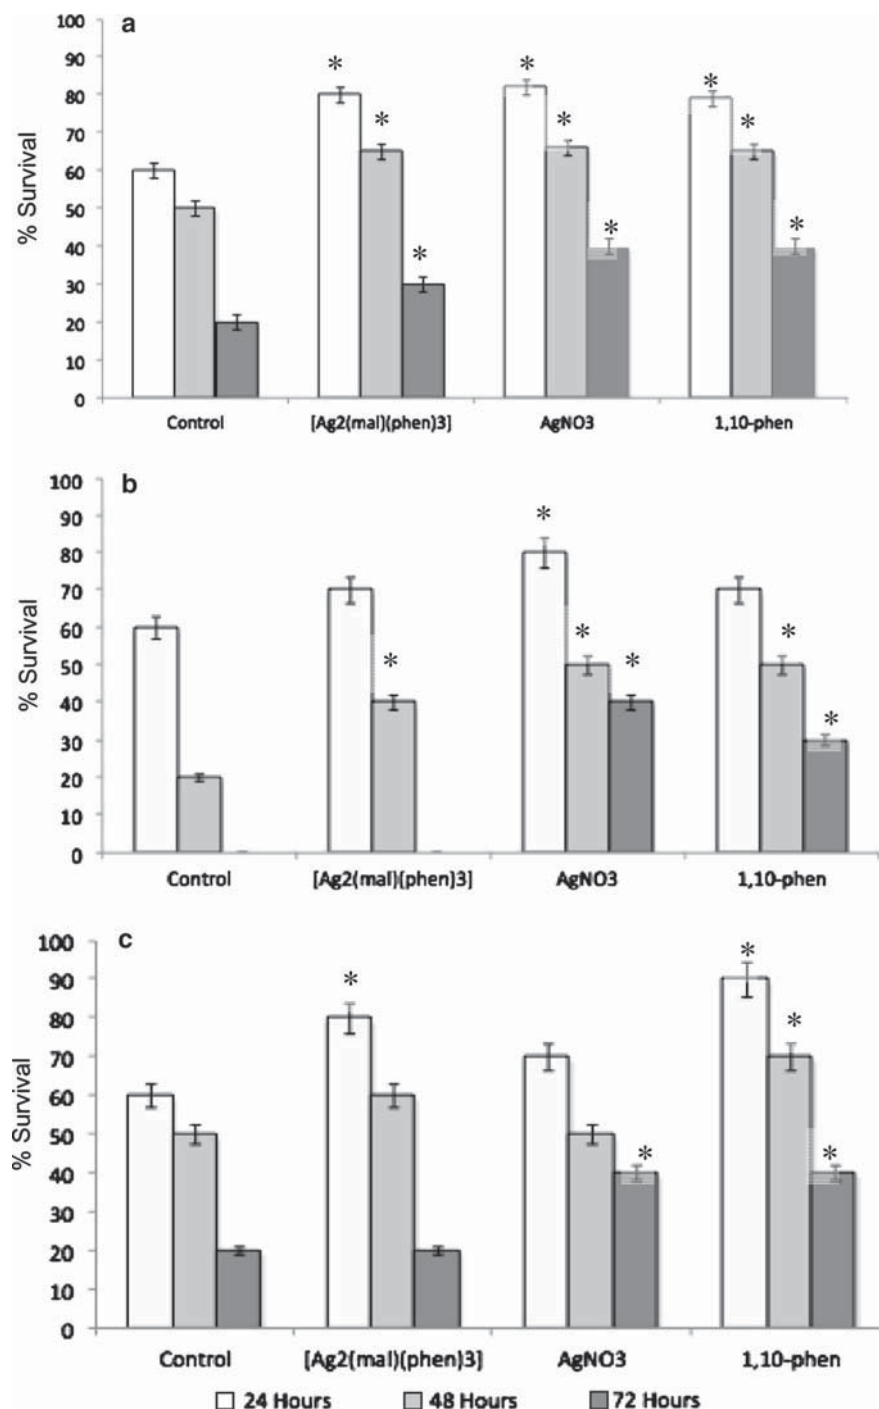 a
% Survival
100
90
80
70
60
50
40
30
20
10
0
* * * * * * * * *
Control [Ag2(mal)(phen)3] AgNO3 1,10-phen
b
% Survival
100
90
80
70
60
50
40
30
20
10
0
* * * * * *
Control [Ag2(mal)(phen)3] AgNO3 1,10-phen
c
% Survival
100
90
80
70
60
50
40
30
20
10
0
* * * * *
Control [Ag2(mal)(phen)3] AgNO3 1,10-phen
24 Hours 48 Hours 72 Hours